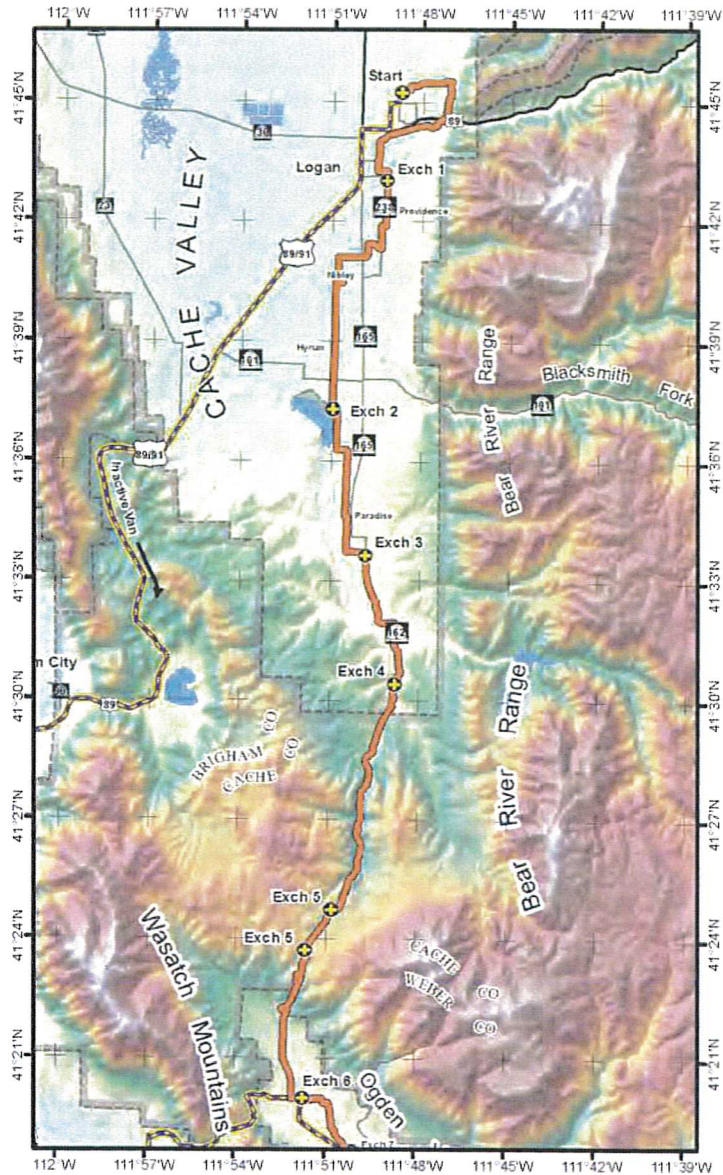 112°W 111°57'W 111°54'W 111°51'W 111°48'W 111°45'W 111°42'W 111°39'W
41°45'N
41°42'N
41°39'N
41°36'N
41°33'N
41°30'N
41°27'N
41°24'N
41°21'N
Start
30
89
Logan
Exch 1
23
238
Providence
CACHE VALLEY
89/91
Nibley
165
Hyrum
101
Blacksmith Fork
101
Exch 2
89/91
165
Bear River Range
Inactive Van
Paradise
Exch 3
162
m City
Exch 4
89
BRIGHAM CO
CACHE CO
Bear River Range
Exch 5
Exch 5
Wasatch Mountains
CACHE CO
WEBER CO
Exch 6
Ogden
Exch 7
41°45'N
41°42'N
41°39'N
41°36'N
41°33'N
41°30'N
41°27'N
41°24'N
41°21'N
112°W 111°57'W 111°54'W 111°51'W 111°48'W 111°45'W 111°42'W 111°39'W